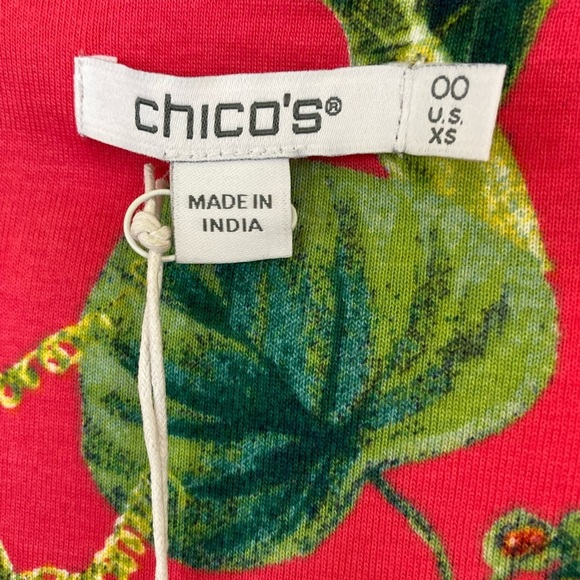 chico's®
00
U.S.
XS
MADE IN
INDIA